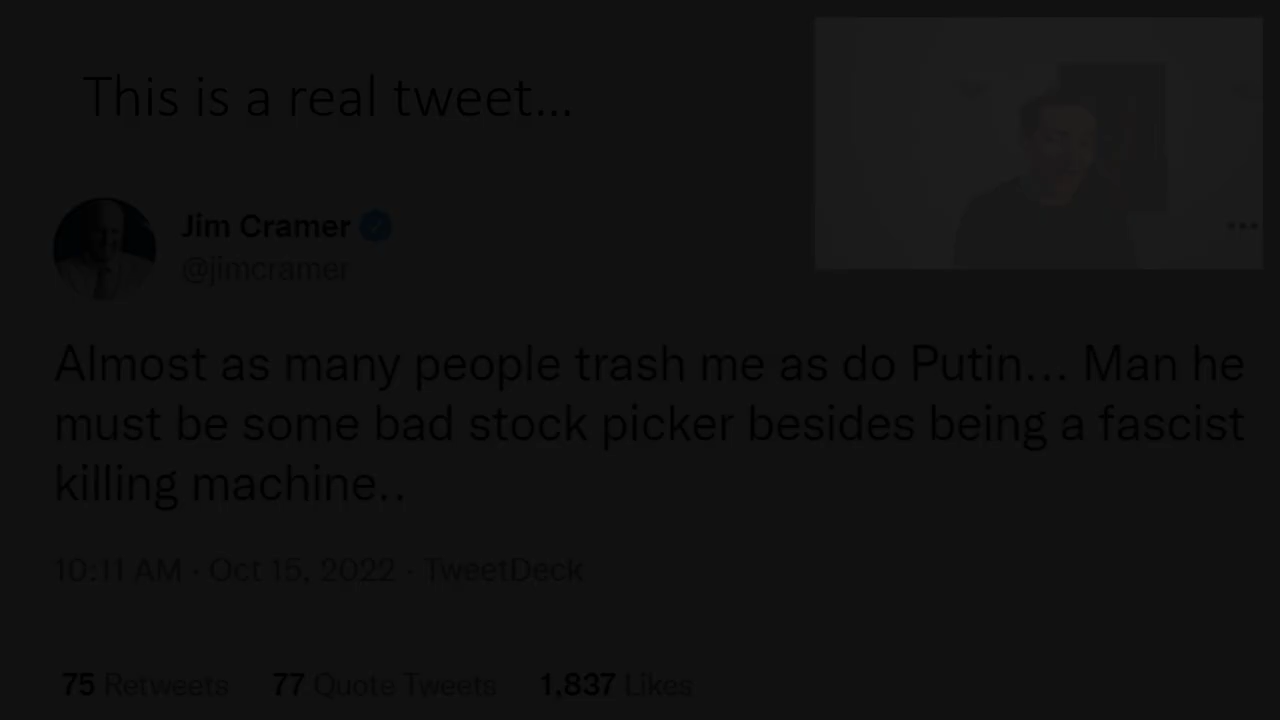 This is a real tweet...
Jim Cramer
@jimcramer
Almost as many people trash me as do Putin... Man he
must be some bad stock picker besides being a fascist
killing machine..
10:11 AM · Oct 15, 2022 · TweetDeck
75 Retweets 77 Quote Tweets 1,837 Likes